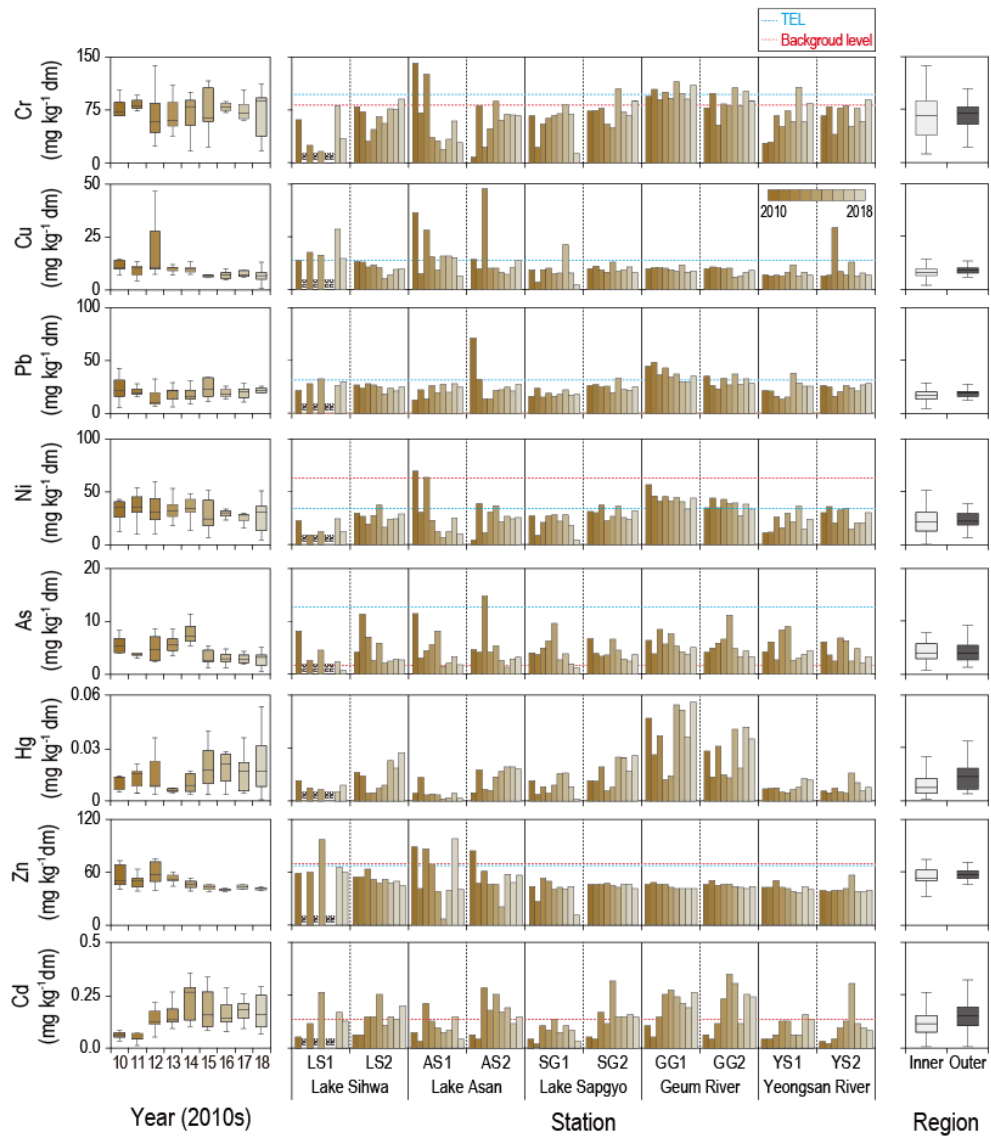 TEL
Backgroud level
Cr
(mg kg-1 dm)
150
75
0
Cu
(mg kg-1 dm)
50
25
0
2010 2018
Pb
(mg kg-1 dm)
100
50
0
Ni
(mg kg-1 dm)
100
50
0
As
(mg kg-1 dm)
20
10
0
Hg
(mg kg-1 dm)
0.06
0.03
0
Zn
(mg kg-1dm)
120
60
0
Cd
(mg kg-1dm)
0.5
0.25
0.0
10 11 12 13 14 15 16 17 18 LS1 LS2 AS1 AS2 SG1 SG2 GG1 GG2 YS1 YS2 Inner Outer
Lake Sihwa Lake Asan Lake Sapgyo Geum River Yeongsan River
Year (2010s) Station Region